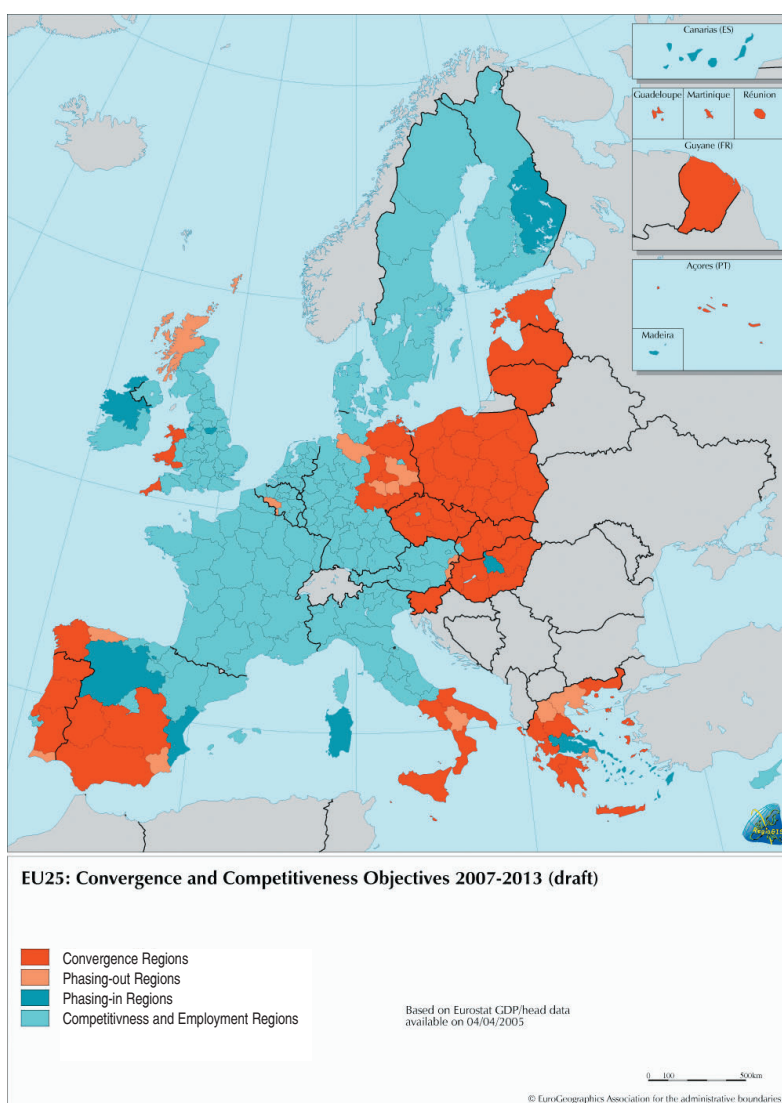 Canarias (ES)
Guadeloupe
Martinique
Réunion
Guyane (FR)
Açores (PT)
Madeira
RegioGIS
EU25: Convergence and Competitiveness Objectives 2007-2013 (draft)
Convergence Regions
Phasing-out Regions
Phasing-in Regions
Competitivness and Employment Regions
Based on Eurostat GDP/head data
available on 04/04/2005
0 100 500km
© EuroGeographics Association for the administrative boundaries